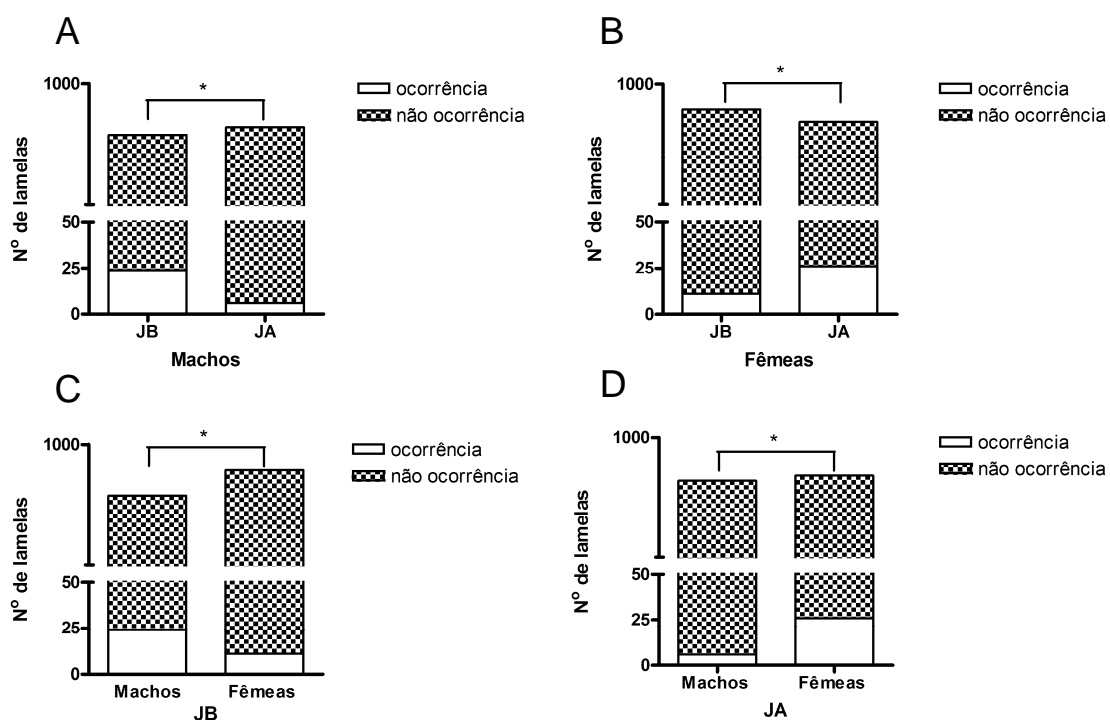 A
1000
50
25
0
Nº de lamelas
*
ocorrência
não ocorrência
JB
JA
Machos
B
1000
50
25
0
Nº de lamelas
*
ocorrência
não ocorrência
JB
JA
Fêmeas
C
1000
50
25
0
Nº de lamelas
*
ocorrência
não ocorrência
Machos
Fêmeas
JB
D
1000
50
25
0
Nº de lamelas
*
ocorrência
não ocorrência
Machos
Fêmeas
JA